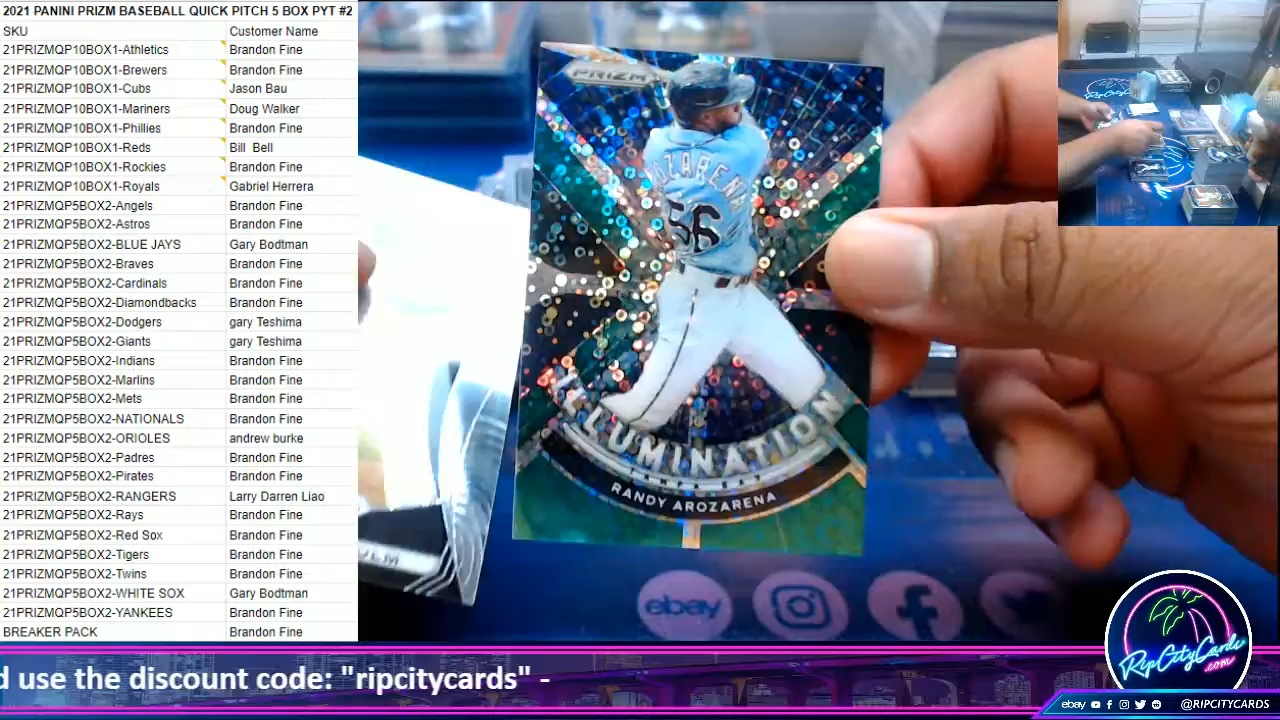 2021 PANINI PRIZM BASEBALL QUICK PITCH 5 BOX PYT #2
SKU Customer Name
21PRIZMQP10BOX1-Athletics Brandon Fine
21PRIZMQP10BOX1-Brewers Brandon Fine
21PRIZMQP10BOX1-Cubs Jason Bau
21PRIZMQP10BOX1-Mariners Doug Walker
21PRIZMQP10BOX1-Phillies Brandon Fine
21PRIZMQP10BOX1-Reds Bill Bell
21PRIZMQP10BOX1-Rockies Brandon Fine
21PRIZMQP10BOX1-Royals Gabriel Herrera
21PRIZMQP5BOX2-Angels Brandon Fine
21PRIZMQP5BOX2-Astros Brandon Fine
21PRIZMQP5BOX2-BLUE JAYS Gary Bodtman
21PRIZMQP5BOX2-Braves Brandon Fine
21PRIZMQP5BOX2-Cardinals Brandon Fine
21PRIZMQP5BOX2-Diamondbacks Brandon Fine
21PRIZMQP5BOX2-Dodgers gary Teshima
21PRIZMQP5BOX2-Giants gary Teshima
21PRIZMQP5BOX2-Indians Brandon Fine
21PRIZMQP5BOX2-Marlins Brandon Fine
21PRIZMQP5BOX2-Mets Brandon Fine
21PRIZMQP5BOX2-NATIONALS Brandon Fine
21PRIZMQP5BOX2-ORIOLES andrew burke
21PRIZMQP5BOX2-Padres Brandon Fine
21PRIZMQP5BOX2-Pirates Brandon Fine
21PRIZMQP5BOX2-RANGERS Larry Darren Liao
21PRIZMQP5BOX2-Rays Brandon Fine
21PRIZMQP5BOX2-Red Sox Brandon Fine
21PRIZMQP5BOX2-Tigers Brandon Fine
21PRIZMQP5BOX2-Twins Brandon Fine
21PRIZMQP5BOX2-WHITE SOX Gary Bodtman
21PRIZMQP5BOX2-YANKEES Brandon Fine
BREAKER PACK Brandon Fine
PRIZM
AROZARENA
56
ILLUMINATION
TAMPA BAY
RANDY AROZARENA
ebay
RipCityCards
.com
d use the discount code: "ripcitycards" -
ebay @RIPCITYCARDS